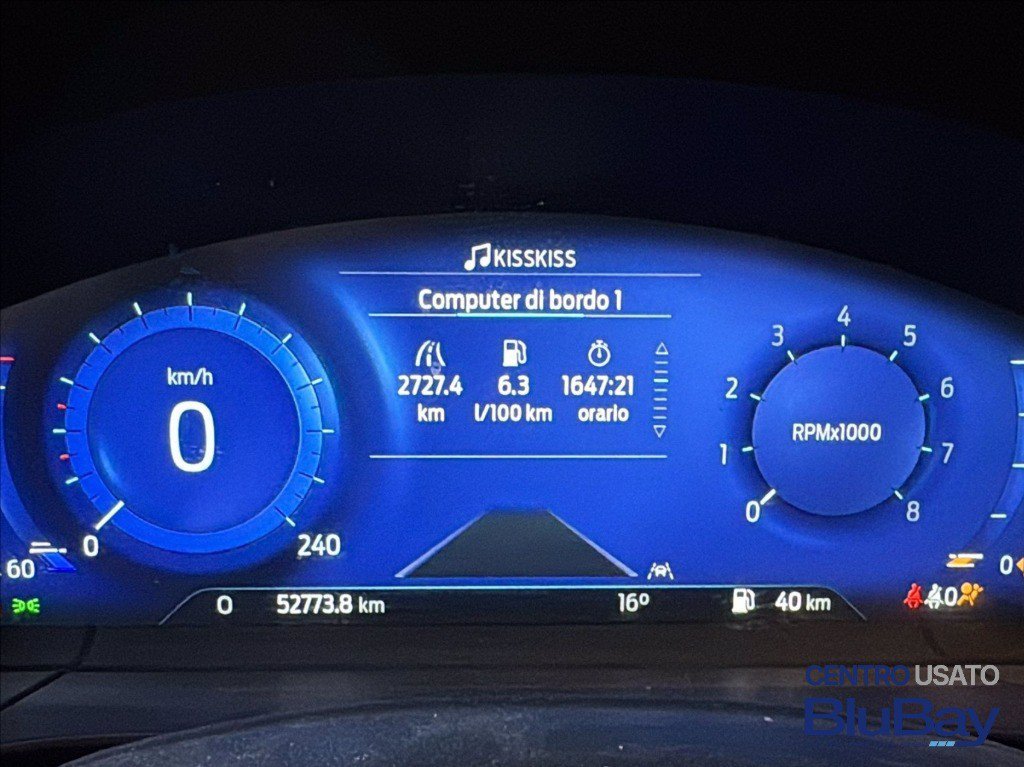 KISSKISS
Computer di bordo 1
2727.4 6.3 1647:21
km l/100 km orario
km/h
0
0 240
60
RPMx1000
0 1 2 3 4 5 6 7 8
0
0 52773.8 km 16° 40 km
0
CENTRO USATO
BluBay